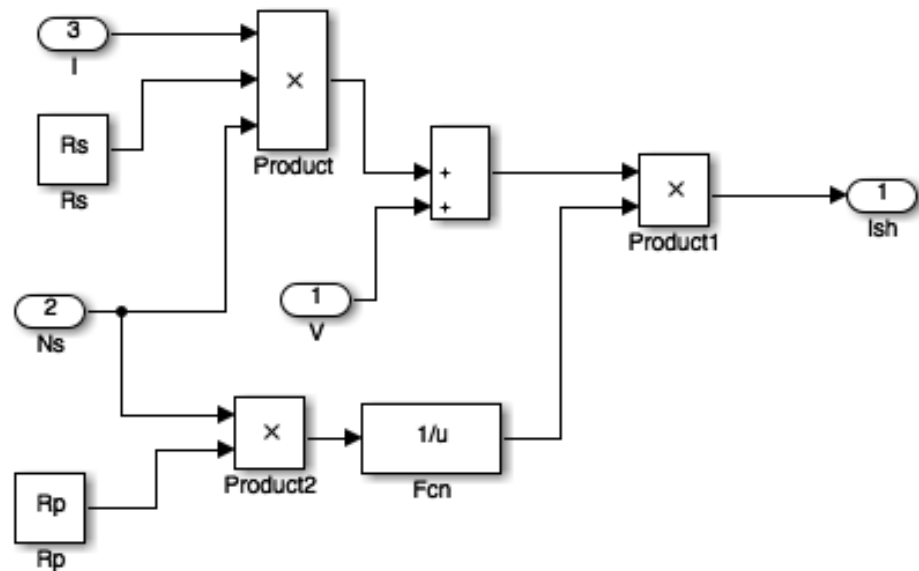 3
I
×
Rs
Rs
Product
+
+
×
Product1
1
Ish
2
Ns
1
V
×
Product2
1/u
Fcn
Rp
Rp